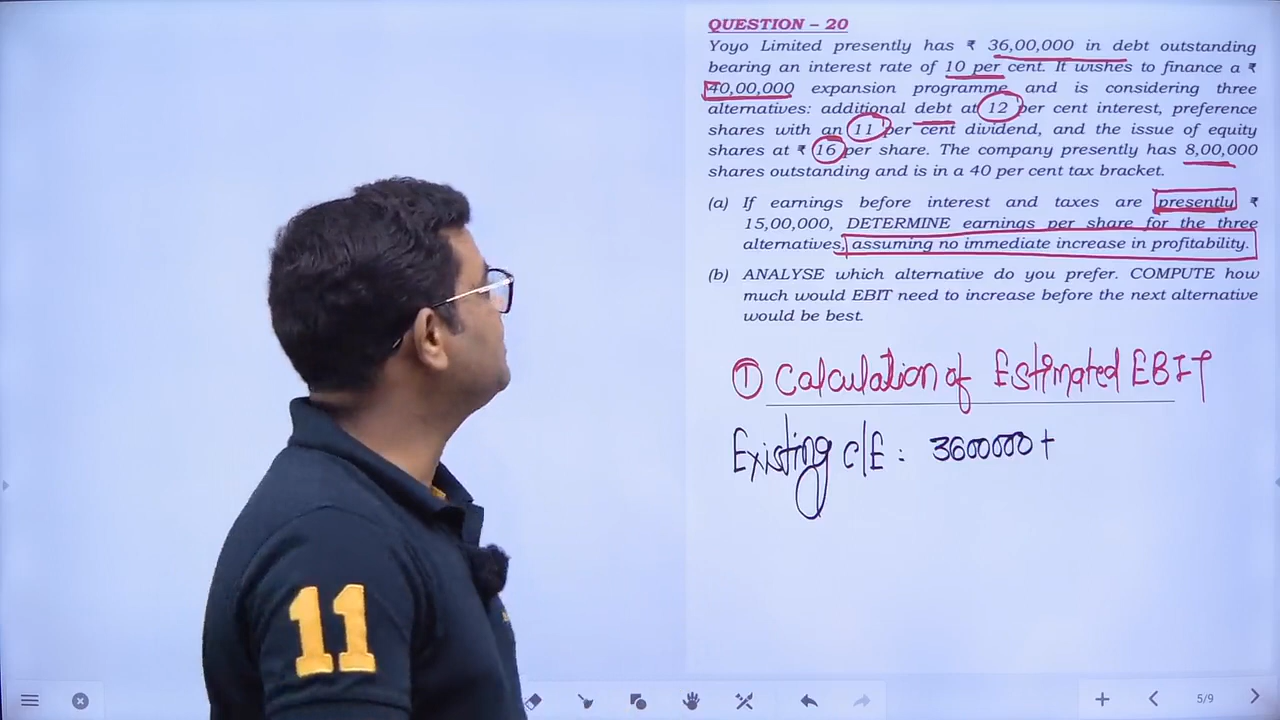 QUESTION – 20
Yoyo Limited presently has ₹ 36,00,000 in debt outstanding
bearing an interest rate of 10 per cent. It wishes to finance a ₹
40,00,000 expansion programme and is considering three
alternatives: additional debt at 12 per cent interest, preference
shares with an 11 per cent dividend, and the issue of equity
shares at ₹ 16 per share. The company presently has 8,00,000
shares outstanding and is in a 40 per cent tax bracket.
(a) If earnings before interest and taxes are presently ₹
15,00,000, DETERMINE earnings per share for the three
alternatives, assuming no immediate increase in profitability.
(b) ANALYSE which alternative do you prefer. COMPUTE how
much would EBIT need to increase before the next alternative
would be best.
① Calculation of Estimated EBIT
Existing C/E : 3600000 +
11
5/9